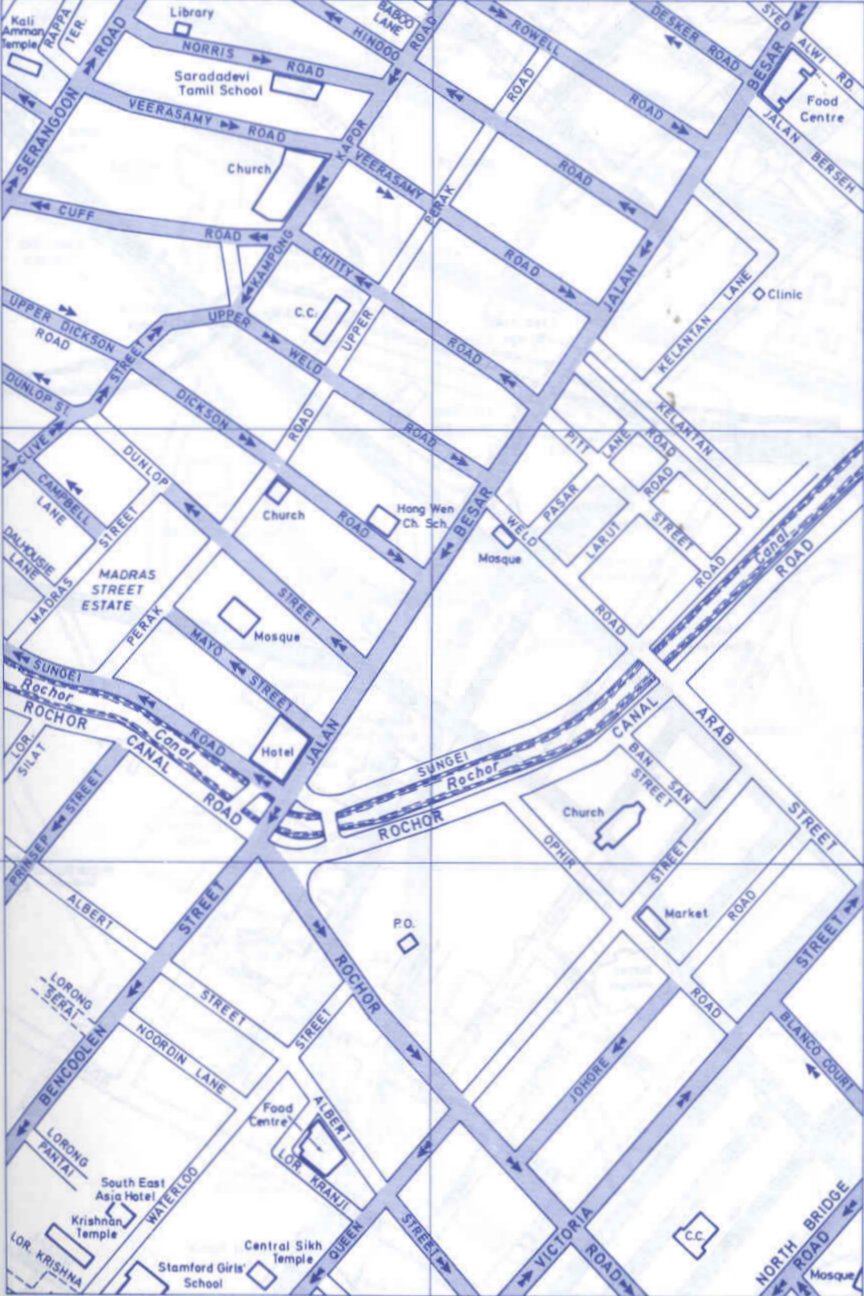 Kali
Amman
Temple
RAPPA
TER.
SERANGOON ROAD
Library
NORRIS ROAD
HINDOO ROAD
BABOO
LANE
ROAD
ROWELL ROAD
DESKER ROAD
SYED ALWI RD.
BESAR
Food
Centre
JALAN BERSEH
Saradadevi
Tamil School
VEERASAMY ROAD
Church
KAMPONG KAPOR
VEERASAMY ROAD
PERAK
ROAD
CUFF ROAD
CHITTY ROAD
JALAN
KELANTAN LANE
Clinic
C.C.
UPPER
UPPER DICKSON
ROAD
STREET
UPPER WELD ROAD
DUNLOP ST.
DICKSON ROAD
ROAD
CLIVE
CAMPBELL
LANE
DUNLOP STREET
Church
Hong Wen
Ch. Sch.
BESAR
PITT
LANE
ROAD
KELANTAN
PASAR
LARUT ROAD
STREET
WELD ROAD
Mosque
ROAD
Canal
ROAD
DALHOUSIE
LANE
MADRAS STREET
MADRAS
STREET
ESTATE
PERAK
Mosque
MAYO STREET
SUNGEI ROAD
Rochor Canal
ROCHOR CANAL ROAD
LOR.
SILAT
Hotel
JALAN
SUNGEI
Rochor
ROCHOR
CANAL
ARAB STREET
BAN SAN
STREET
STREET
Church
OPHIR ROAD
PRINSEP STREET
ALBERT STREET
BENCOOLEN STREET
P.O.
Market
ROAD
STREET
ROCHOR ROAD
LORONG
SERAI
NOORDIN LANE
STREET
JOHORE
BLANCO COURT
Food
Centre
ALBERT STREET
LOR. KRANJI
LORONG
PANTAI
South East
Asia Hotel
WATERLOO
Krishnan
Temple
LOR. KRISHNA
Stamford Girls'
School
Central Sikh
Temple
QUEEN
VICTORIA
C.C.
NORTH BRIDGE
ROAD
Mosque